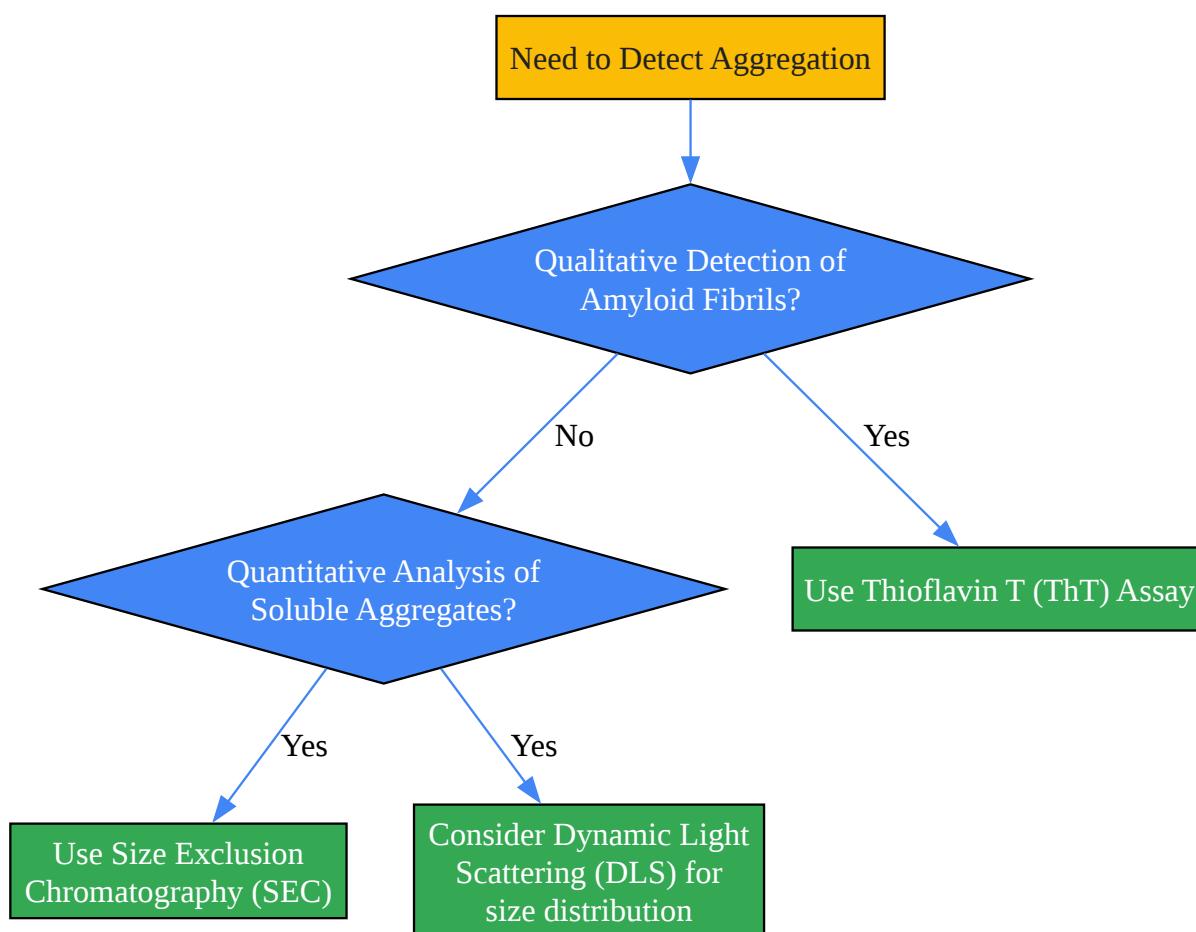 Need to Detect Aggregation
Qualitative Detection of
Amyloid Fibrils?
No
Yes
Quantitative Analysis of
Soluble Aggregates?
Use Thioflavin T (ThT) Assay
Yes
Yes
Use Size Exclusion
Chromatography (SEC)
Consider Dynamic Light
Scattering (DLS) for
size distribution